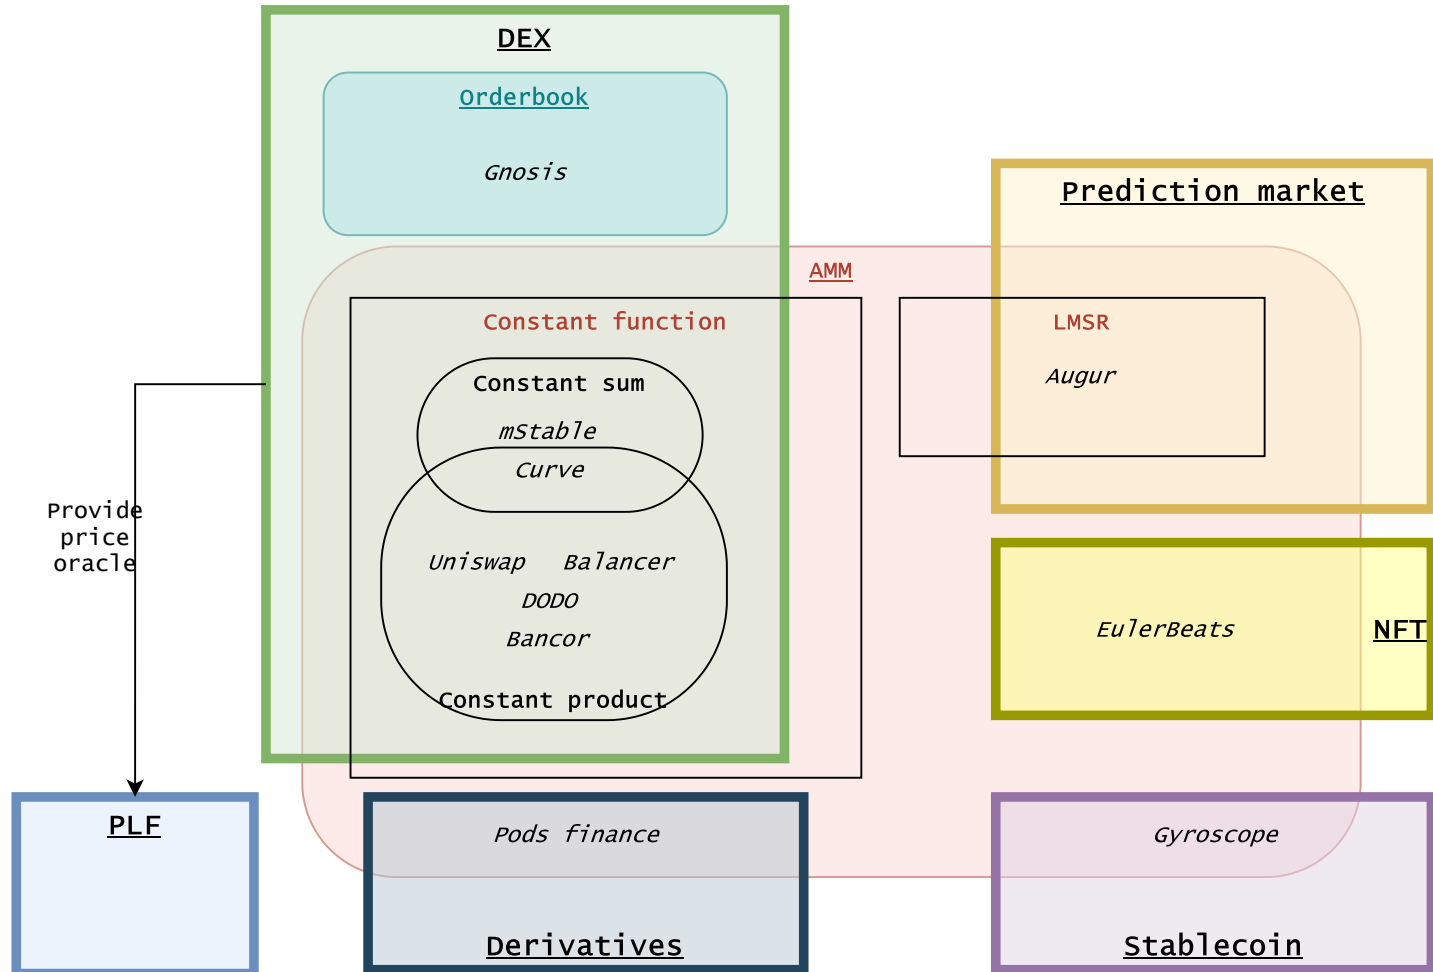 DEX
Orderbook
Gnosis
Prediction market
AMM
Constant function
LMSR
Constant sum
Augur
mStable
Curve
Provide
price
oracle
Uniswap Balancer
DODO
Bancor
EulerBeats
NFT
Constant product
PLF
Pods finance
Gyroscope
Derivatives
Stablecoin